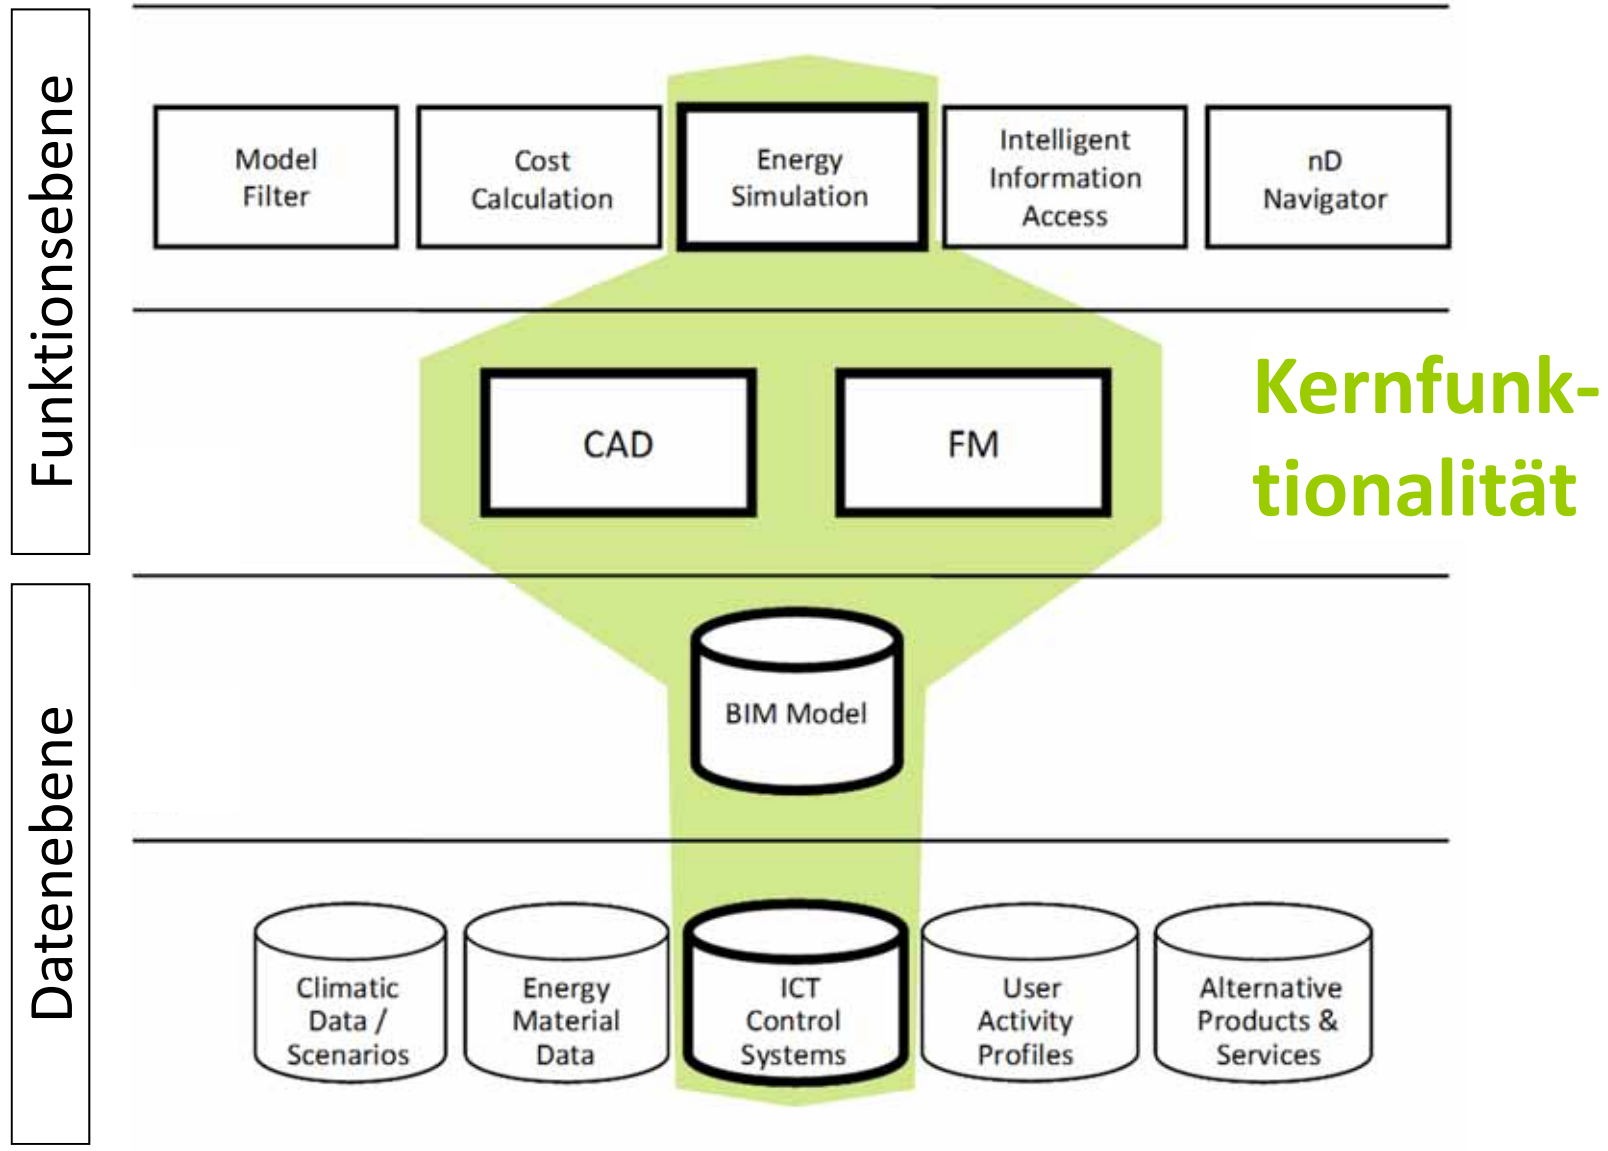 Funktionsebene
Model
Filter
Cost
Calculation
Energy
Simulation
Intelligent
Information
Access
nD
Navigator
CAD
FM
Kernfunk-
tionalität
Datenebene
BIM Model
Climatic
Data /
Scenarios
Energy
Material
Data
ICT
Control
Systems
User
Activity
Profiles
Alternative
Products &
Services